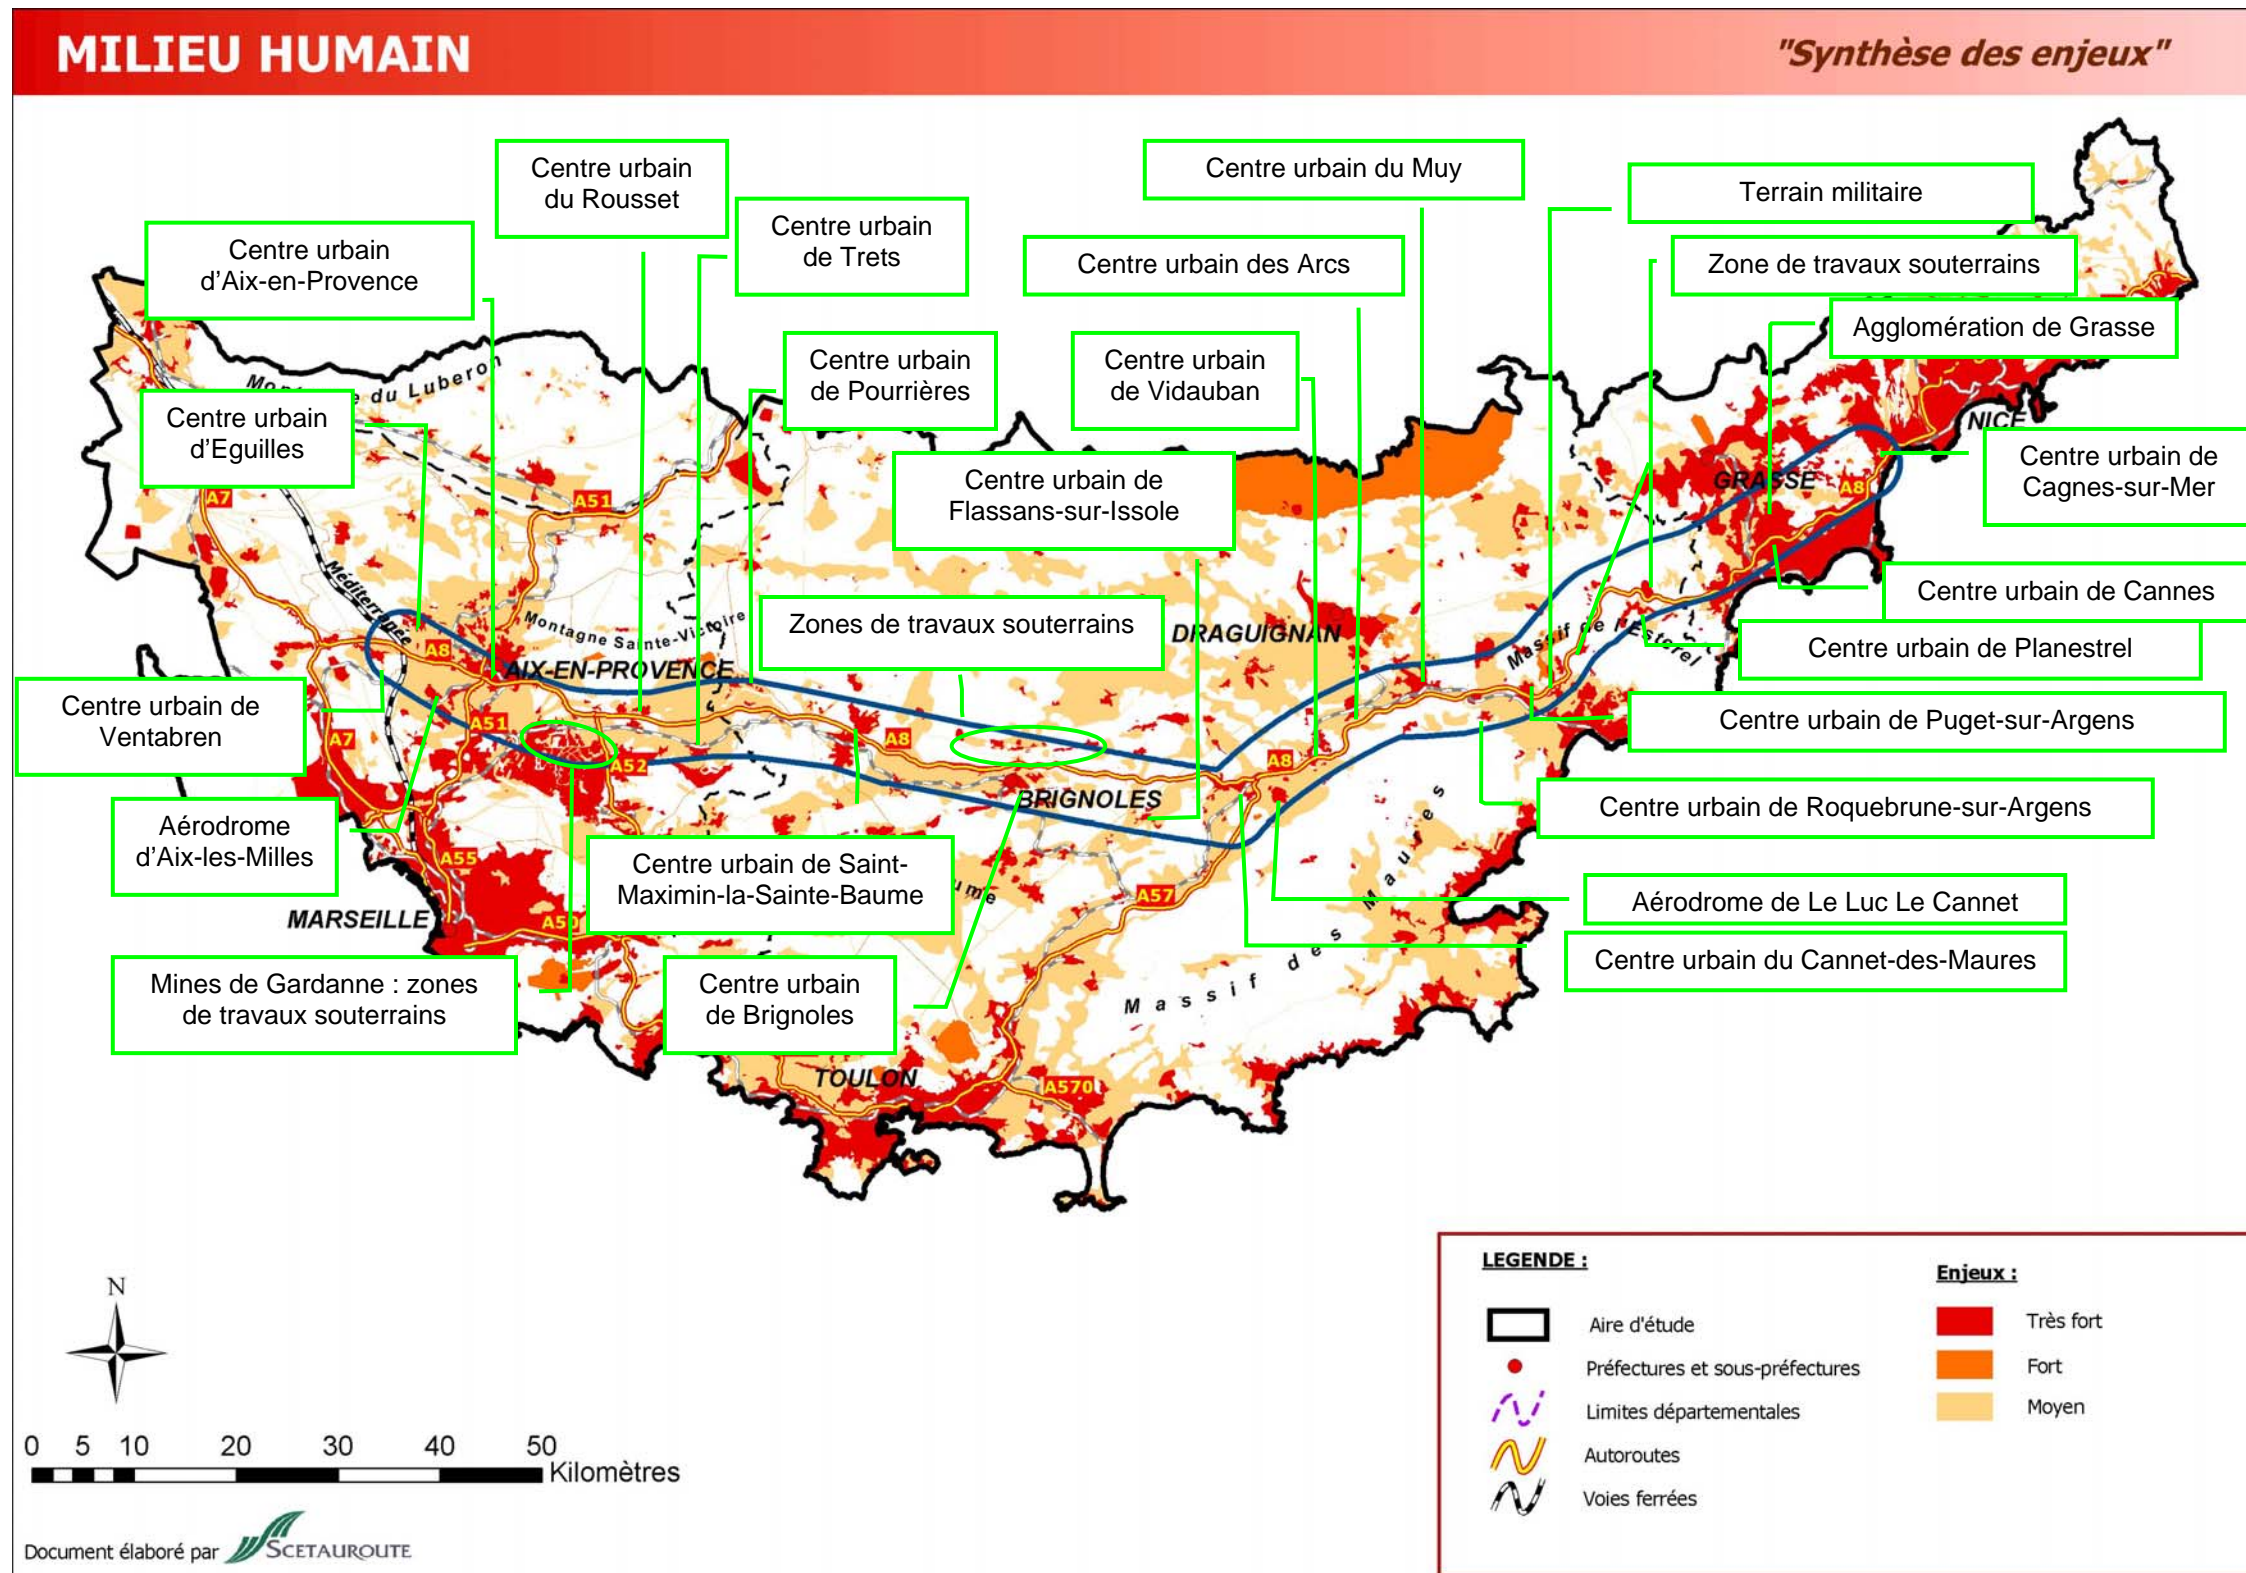 MILIEU HUMAIN
"Synthèse des enjeux"
Centre urbain
du Rousset
Centre urbain du Muy
Terrain militaire
Centre urbain
d'Aix-en-Provence
Centre urbain
de Trets
Centre urbain des Arcs
Zone de travaux souterrains
Agglomération de Grasse
Centre urbain
de Pourrières
Centre urbain
de Vidauban
du Luberon
Centre urbain
d'Eguilles
NICE
Centre urbain de
Cagnes-sur-Mer
Centre urbain de
Flassans-sur-Issole
GRASSE
A8
A7
A51
Méditerranée
Centre urbain de Cannes
Montagne Sainte-Victoire
Zones de travaux souterrains
DRAGUIGNAN
Massif de l'Esterel
Centre urbain de Planestrel
A8
AIX-EN-PROVENCE
Centre urbain de
Ventabren
Centre urbain de Puget-sur-Argens
A51
A7
A8
A52
A8
BRIGNOLES
Centre urbain de Roquebrune-sur-Argens
Aérodrome
d'Aix-les-Milles
A55
Centre urbain de Saint-
Maximin-la-Sainte-Baume
ume
A57
Massif des Maures
Aérodrome de Le Luc Le Cannet
MARSEILLE
A50
Centre urbain du Cannet-des-Maures
Mines de Gardanne : zones
de travaux souterrains
Centre urbain
de Brignoles
TOULON
A570
LEGENDE :
Aire d'étude
Préfectures et sous-préfectures
Limites départementales
Autoroutes
Voies ferrées
Enjeux :
Très fort
Fort
Moyen
N
0 5 10 20 30 40 50
Kilomètres
Document élaboré par SCETAUROUTE